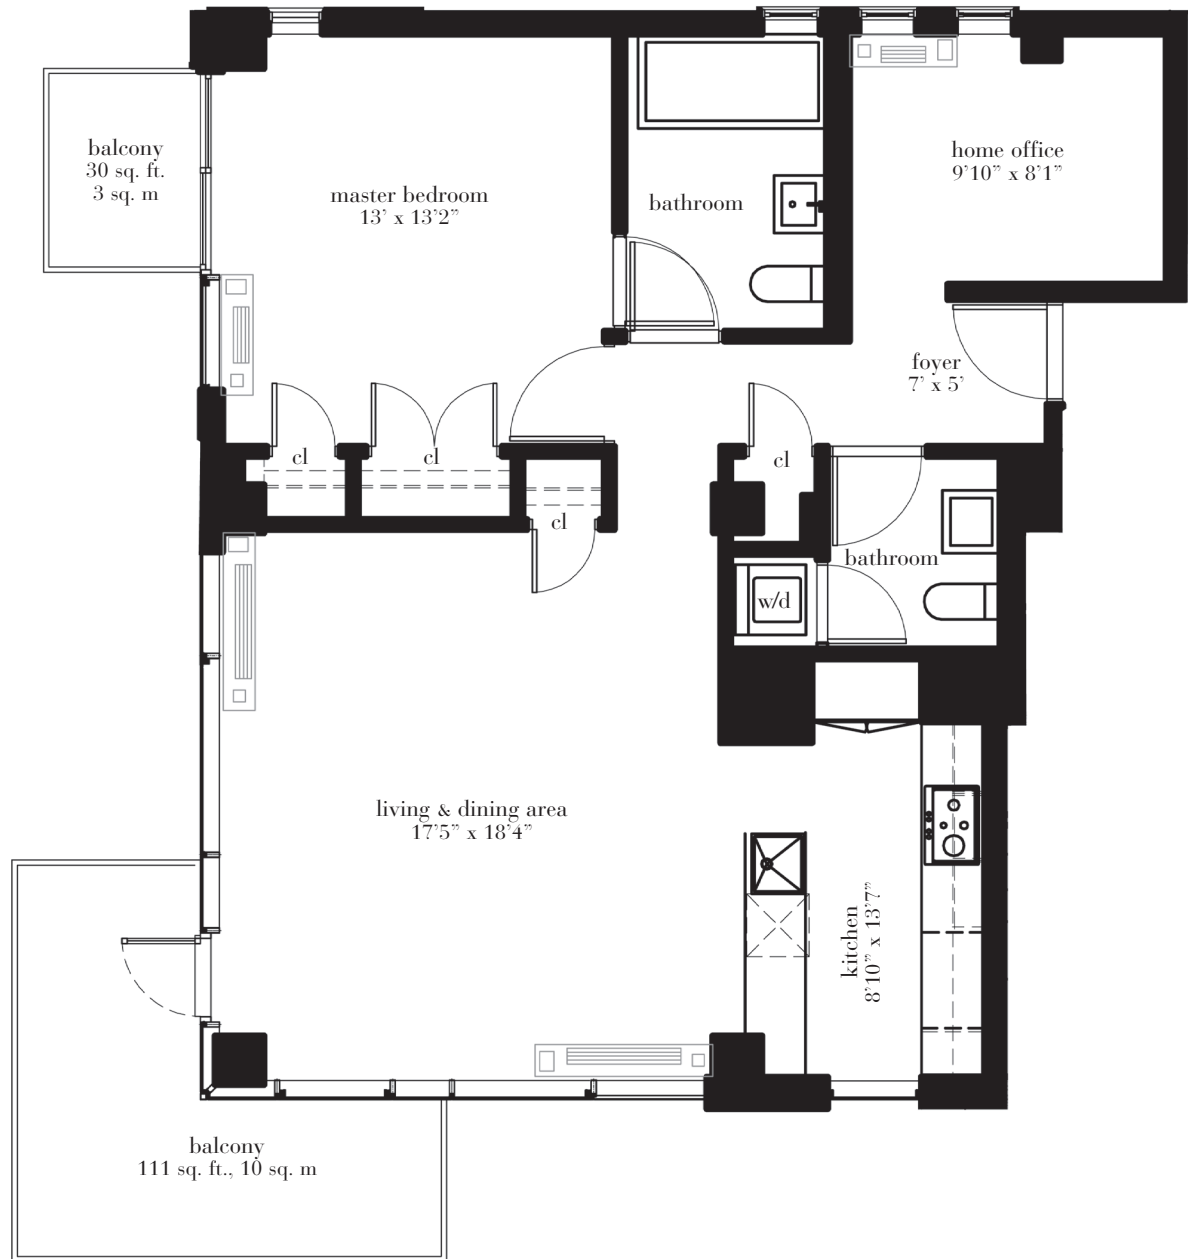 balcony
30 sq. ft.
3 sq. m
master bedroom
13' x 13'2"
bathroom
home office
9'10" x 8'1"
foyer
7' x 5'
cl
cl
cl
cl
bathroom
w/d
living & dining area
17'5" x 18'4"
kitchen
8'10" x 13'7"
balcony
111 sq. ft., 10 sq. m